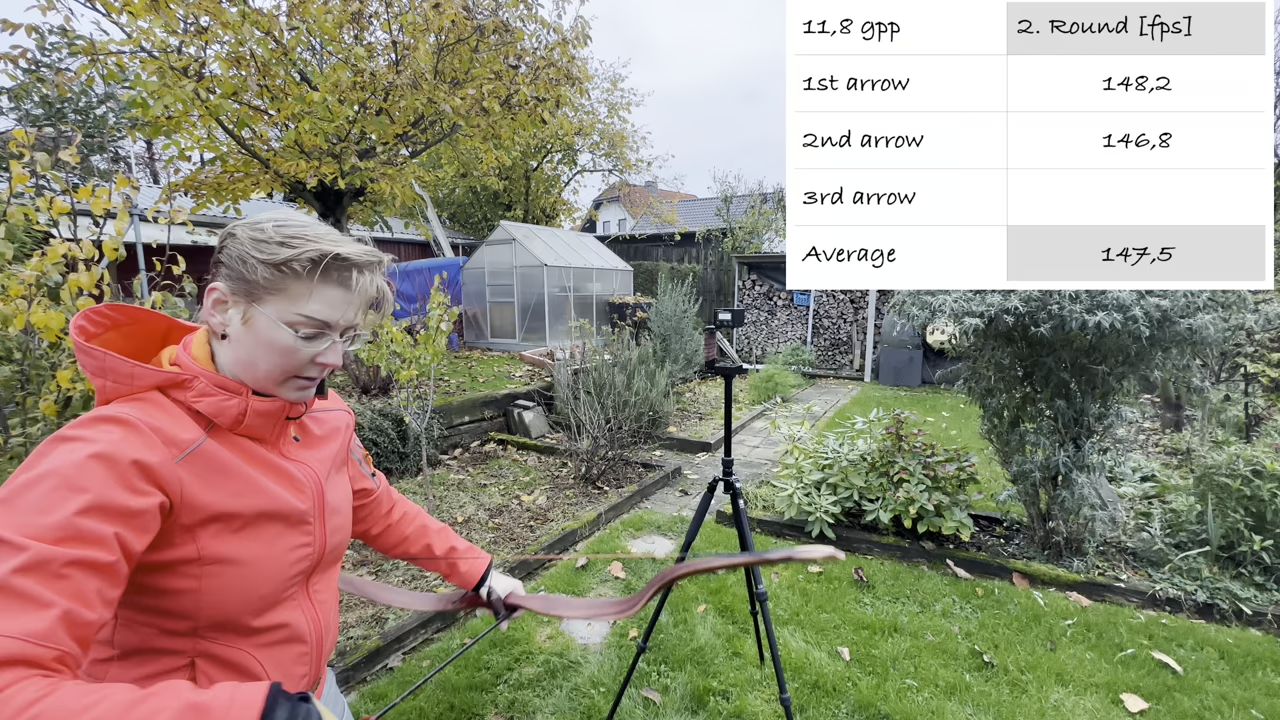 11,8 gpp 2. Round [fps]
1st arrow 148,2
2nd arrow 146,8
3rd arrow
Average 147,5